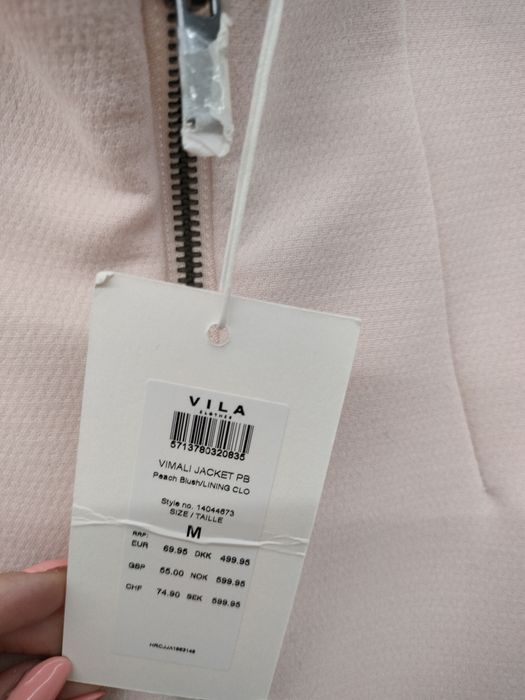 VILA
CLOTHES
5713780320835
VIMALI JACKET PB
Peach Blush/LINING CLO
Style no. 14044673
SIZE / TAILLE
M
RRP:
EUR 69.95 DKK 499.95
GBP 55.00 NOK 599.95
CHF 74.90 SEK 599.95